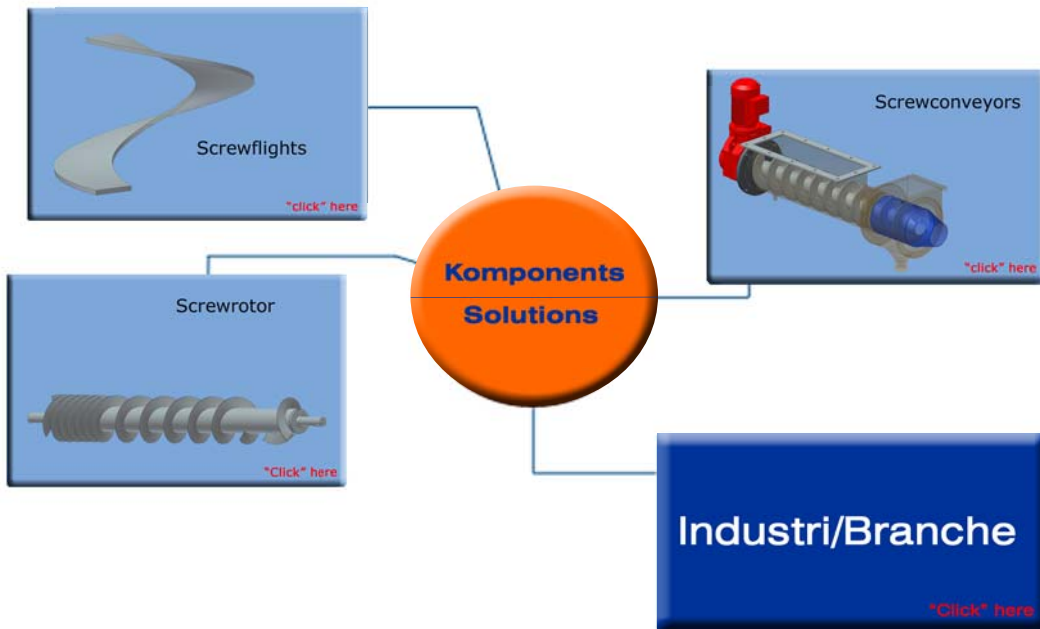 Screwflights
"click" here
Screwconveyors
"click" here
Komponents
Solutions
Screwrotor
"Click" here
Industri/Branche
"Click" here